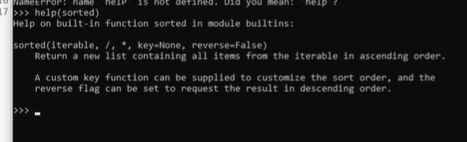 NameError: name 'help' is not defined. Did you mean: 'help'?
17 >>> help(sorted)
Help on built-in function sorted in module builtins:
sorted(iterable, /, *, key=None, reverse=False)
Return a new list containing all items from the iterable in ascending order.
A custom key function can be supplied to customize the sort order, and the
reverse flag can be set to request the result in descending order.
>>>